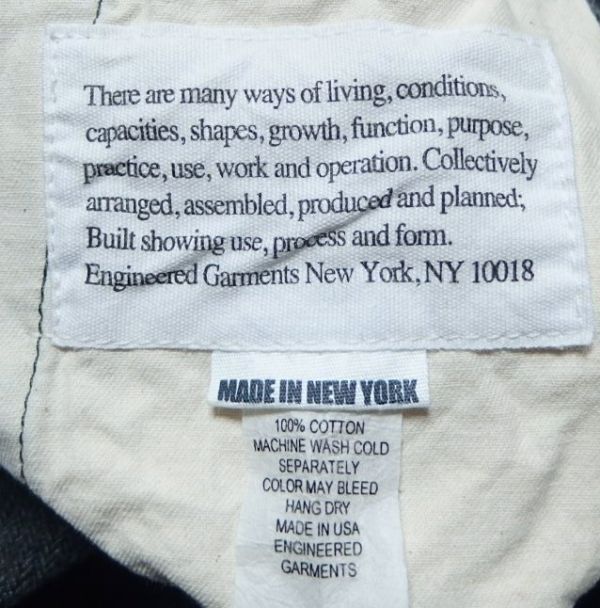 There are many ways of living, conditions,
capacities, shapes, growth, function, purpose,
practice, use, work and operation. Collectively
arranged, assembled, produced and planned;,
Built showing use, process and form.
Engineered Garments New York, NY 10018
MADE IN NEW YORK
100% COTTON
MACHINE WASH COLD
SEPARATELY
COLOR MAY BLEED
HANG DRY
MADE IN USA
ENGINEERED
GARMENTS